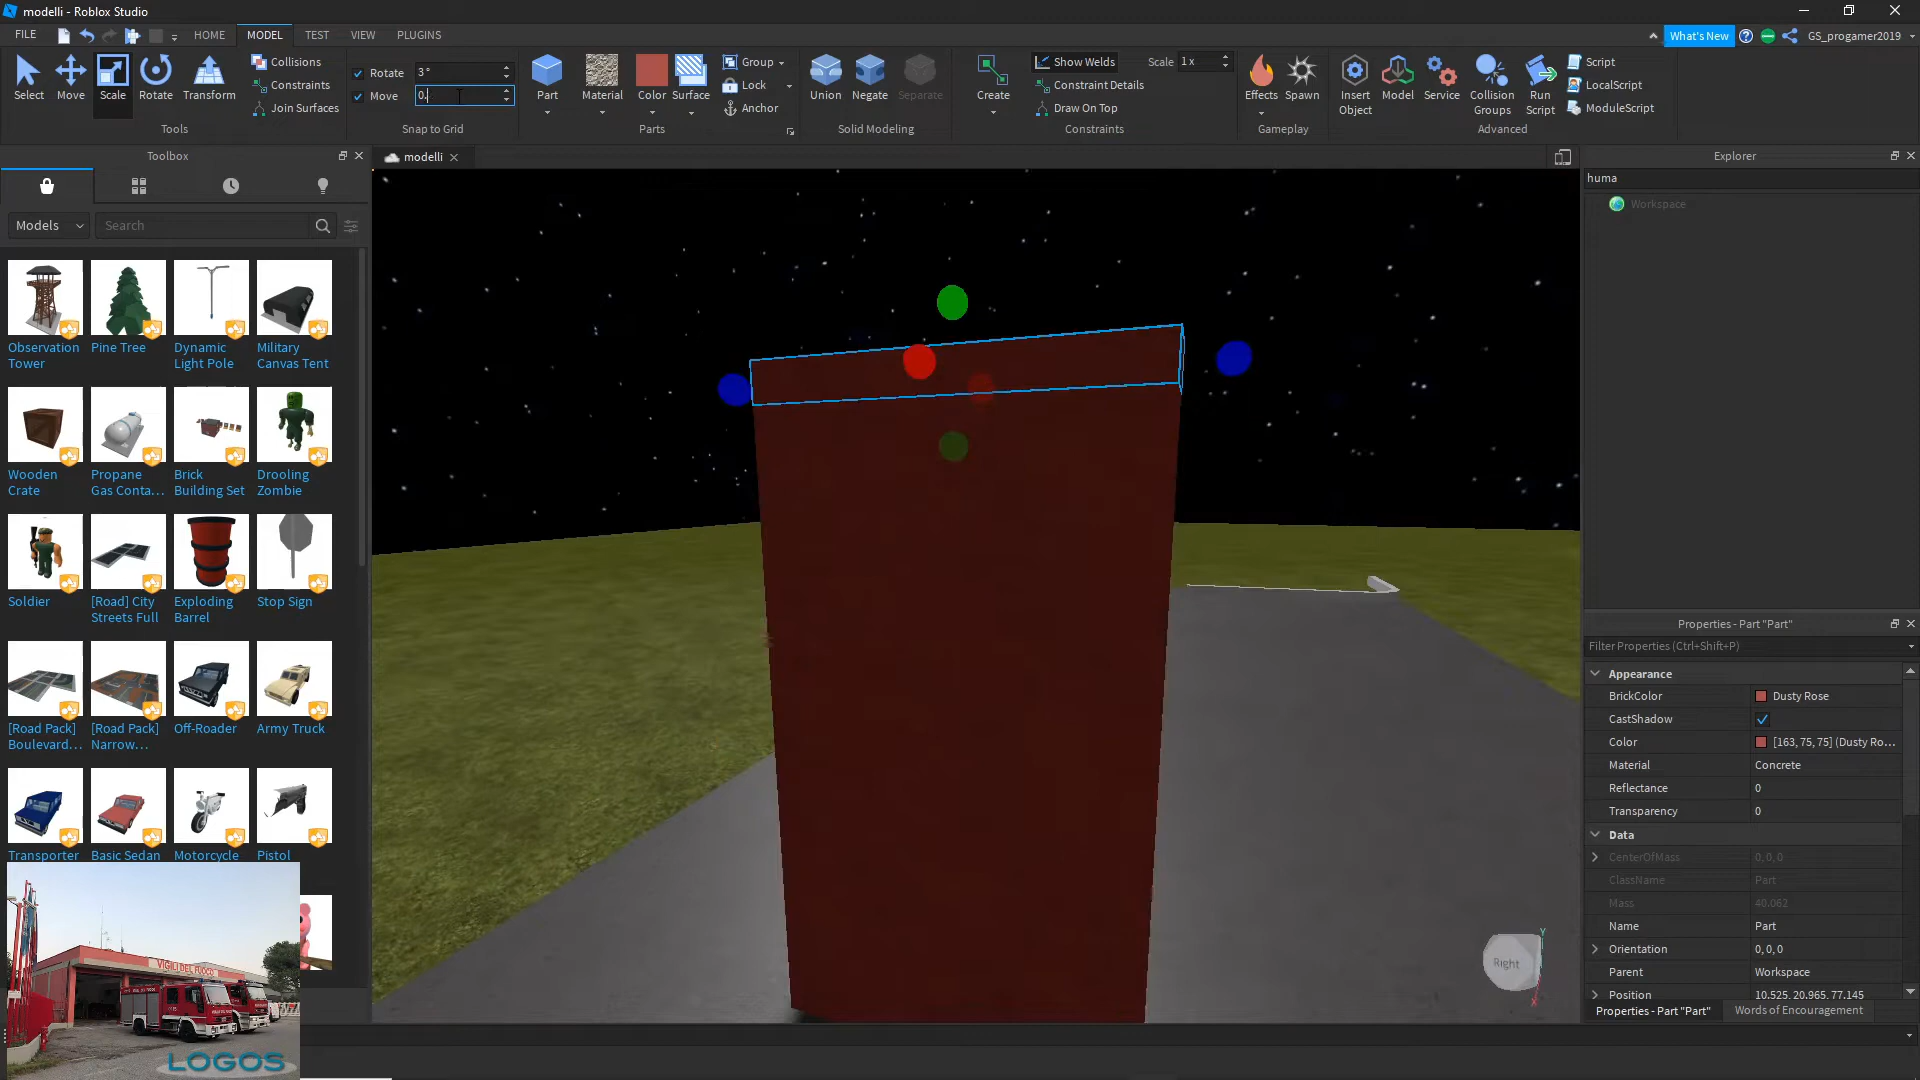 modelli - Roblox Studio
FILE
HOME
MODEL
TEST
VIEW
PLUGINS
What's New
GS_progamer2019
Select
Move
Scale
Rotate
Transform
Collisions
Constraints
Join Surfaces
Tools
Rotate 3°
Move 0.
Snap to Grid
Part
Material
Color
Surface
Group
Lock
Anchor
Parts
Union
Negate
Separate
Solid Modeling
Create
Show Welds
Constraint Details
Draw On Top
Scale 1 x
Constraints
Effects
Spawn
Gameplay
Insert
Object
Model
Service
Collision
Groups
Run
Script
Script
LocalScript
ModuleScript
Advanced
Toolbox
Models
Search
Observation
Tower
Pine Tree
Dynamic
Light Pole
Military
Canvas Tent
Wooden
Crate
Propane
Gas Conta...
Brick
Building Set
Drooling
Zombie
Soldier
[Road] City
Streets Full
Exploding
Barrel
Stop Sign
[Road Pack]
Boulevard...
[Road Pack]
Narrow...
Off-Roader
Army Truck
Transporter
Basic Sedan
Motorcycle
Pistol
VIGILI DEL FUOCO
LOGOS
modelli
Right
Y
X
Explorer
huma
Workspace
Properties - Part "Part"
Filter Properties (Ctrl+Shift+P)
Appearance
BrickColor Dusty Rose
CastShadow
Color [163, 75, 75] (Dusty Ro...
Material Concrete
Reflectance 0
Transparency 0
Data
CenterOfMass 0, 0, 0
ClassName Part
Mass 40.062
Name Part
Orientation 0, 0, 0
Parent Workspace
Position 10.525, 20.965, 77.145
Properties - Part "Part"
Words of Encouragement